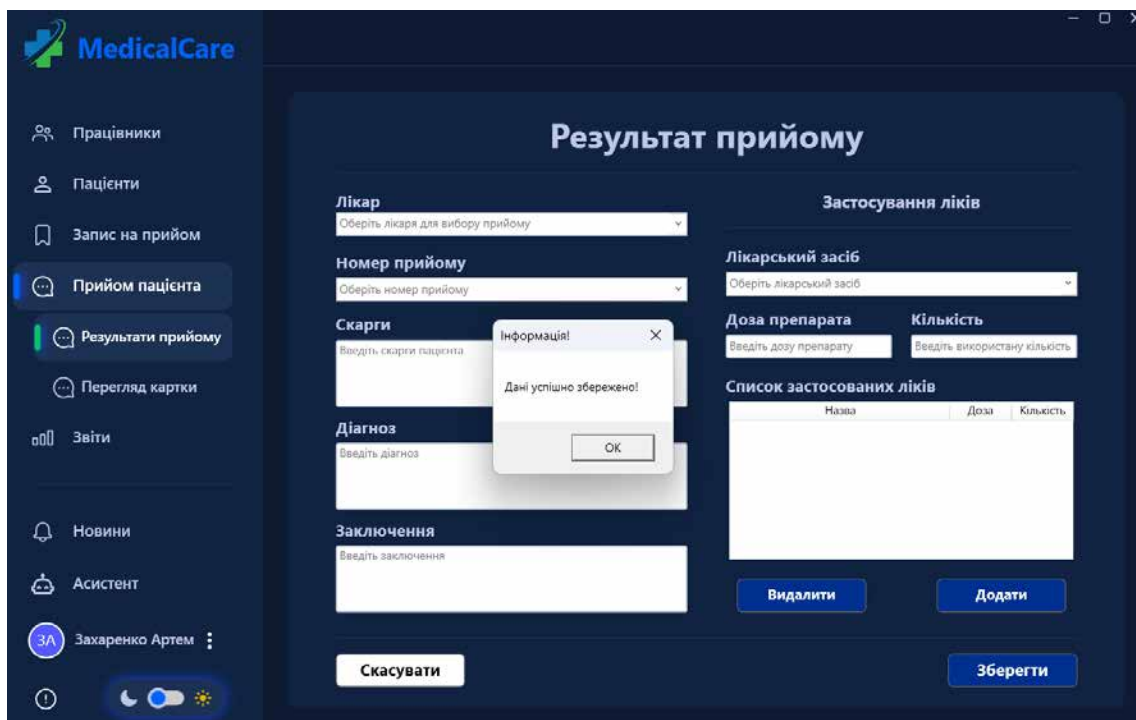 MedicalCare
Працівники
Пацієнти
Запис на прийом
Прийом пацієнта
Результати прийому
Перегляд картки
Звіти
Новини
Асистент
ЗА
Захаренко Артем
Результат прийому
Лікар
Оберіть лікаря для вибору прийому
Номер прийому
Оберіть номер прийому
Скарги
Введіть скарги пацієнта
Діагноз
Введіть діагноз
Заключення
Введіть заключення
Застосування ліків
Лікарський засіб
Оберіть лікарський засіб
Доза препарата Кількість
Введіть дозу препарату Введіть використану кількість
Список застосованих ліків
Назва Доза Кількість
Видалити Додати
Скасувати Зберегти
Інформація!
Дані успішно збережено!
OK